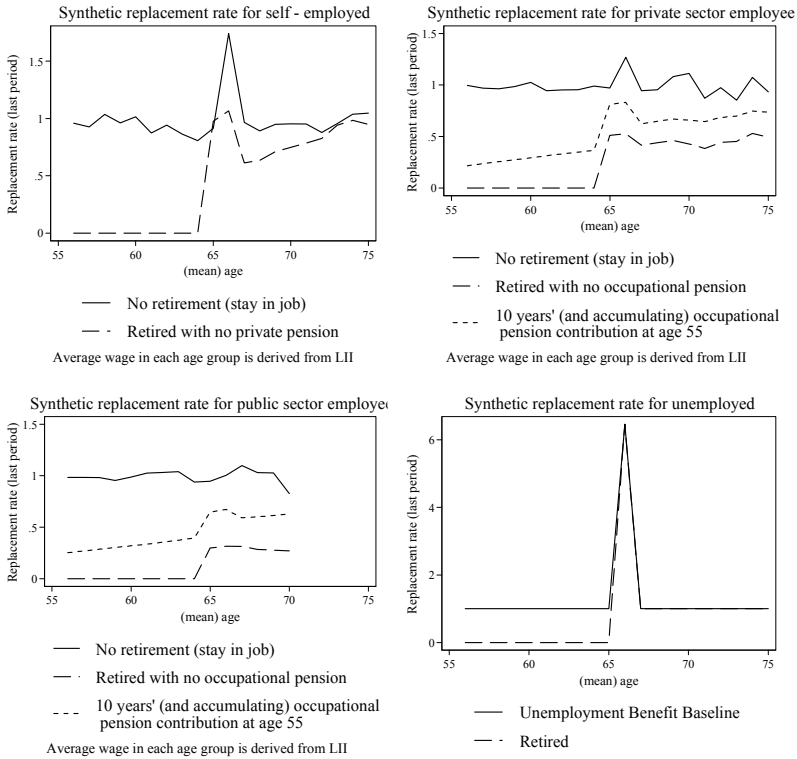 Synthetic replacement rate for self - employed
Replacement rate (last period)
1.5
1
.5
0
55 60 65 70 75
(mean) age
No retirement (stay in job)
Retired with no private pension
Average wage in each age group is derived from LII
Synthetic replacement rate for private sector employee
Replacement rate (last period)
1.5
1
.5
0
55 60 65 70 75
(mean) age
No retirement (stay in job)
Retired with no occupational pension
10 years' (and accumulating) occupational
pension contribution at age 55
Average wage in each age group is derived from LII
Synthetic replacement rate for public sector employe
Replacement rate (last period)
1.5
1
.5
0
55 60 65 70 75
(mean) age
No retirement (stay in job)
Retired with no occupational pension
10 years' (and accumulating) occupational
pension contribution at age 55
Average wage in each age group is derived from LII
Synthetic replacement rate for unemployed
Replacement rate (last period)
6
4
2
0
55 60 65 70 75
(mean) age
Unemployment Benefit Baseline
Retired